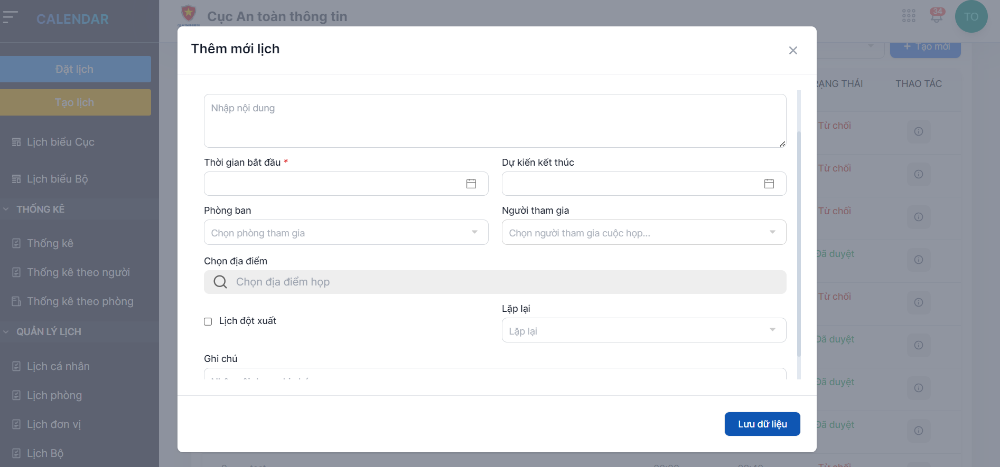 CALENDAR
Cục An toàn thông tin
34
TO
Đặt lịch
Tạo lịch
Lịch biểu Cục
Lịch biểu Bộ
THỐNG KÊ
Thống kê
Thống kê theo người
Thống kê theo phòng
QUẢN LÝ LỊCH
Lịch cá nhân
Lịch phòng
Lịch đơn vị
Lịch Bộ
Thêm mới lịch
Nhập nội dung
Thời gian bắt đầu *
Dự kiến kết thúc
Phòng ban
Người tham gia
Chọn phòng tham gia
Chọn người tham gia cuộc họp...
Chọn địa điểm
Chọn địa điểm họp
Lịch đột xuất
Lặp lại
Lặp lại
Ghi chú
Lưu dữ liệu
+ Tạo mới
THAO TÁC
Từ chối
Từ chối
Từ chối
Đã duyệt
Từ chối
Đã duyệt
Đã duyệt
Đã duyệt
Từ chối